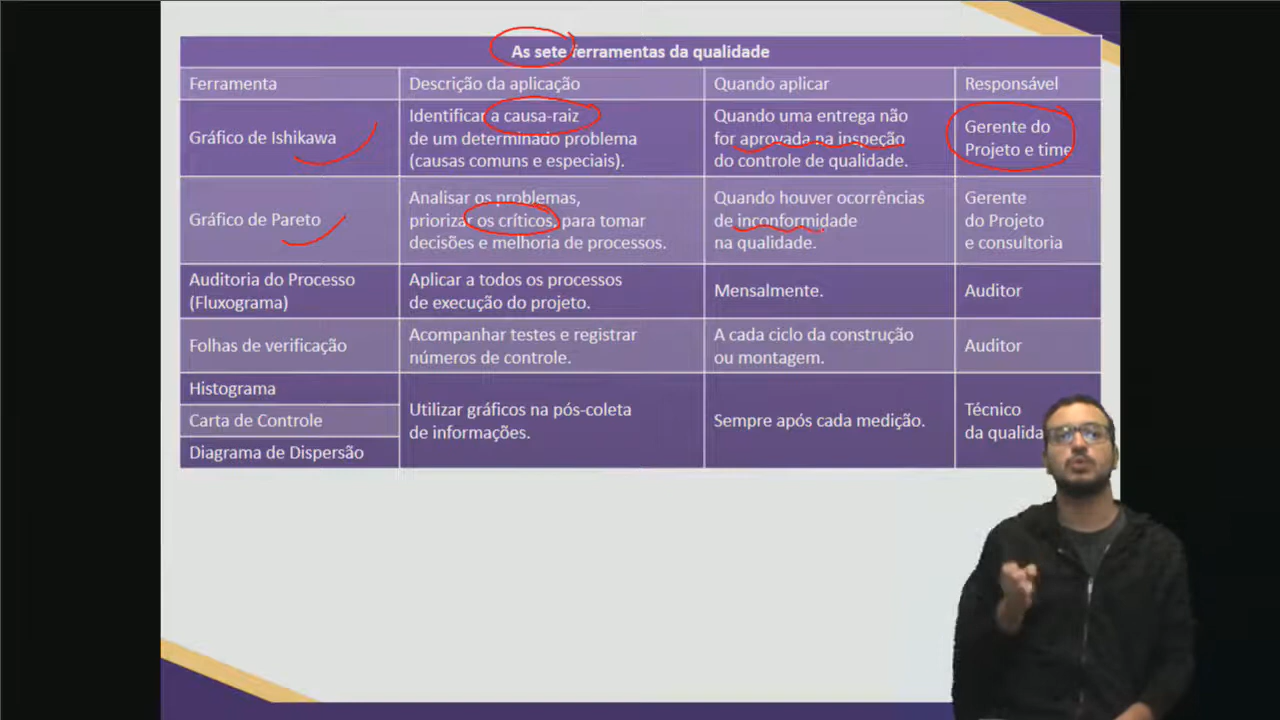 As sete ferramentas da qualidade
Ferramenta
Descrição da aplicação
Quando aplicar
Responsável
Gráfico de Ishikawa
Identificar a causa-raiz
de um determinado problema
(causas comuns e especiais).
Quando uma entrega não
for aprovada na inspeção
do controle de qualidade.
Gerente do
Projeto e time
Gráfico de Pareto
Analisar os problemas,
priorizar os críticos, para tomar
decisões e melhoria de processos.
Quando houver ocorrências
de inconformidade
na qualidade.
Gerente
do Projeto
e consultoria
Auditoria do Processo
(Fluxograma)
Aplicar a todos os processos
de execução do projeto.
Mensalmente.
Auditor
Folhas de verificação
Acompanhar testes e registrar
números de controle.
A cada ciclo da construção
ou montagem.
Auditor
Histograma
Carta de Controle
Diagrama de Dispersão
Utilizar gráficos na pós-coleta
de informações.
Sempre após cada medição.
Técnico
da